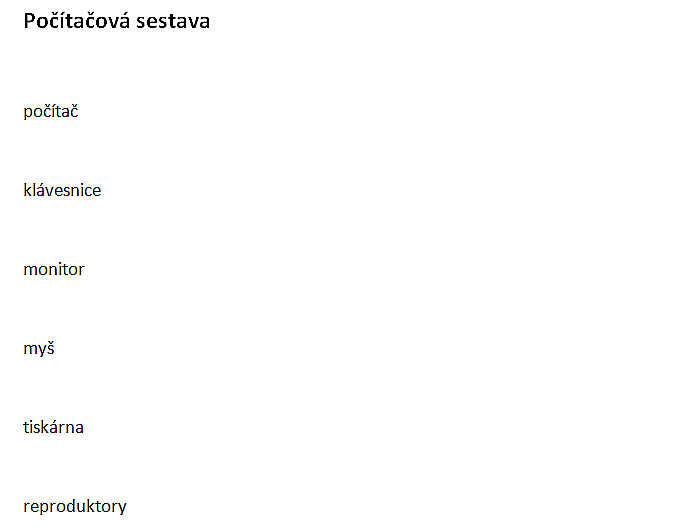 Počítačová sestava
počítač
klávesnice
monitor
myš
tiskárna
reproduktory